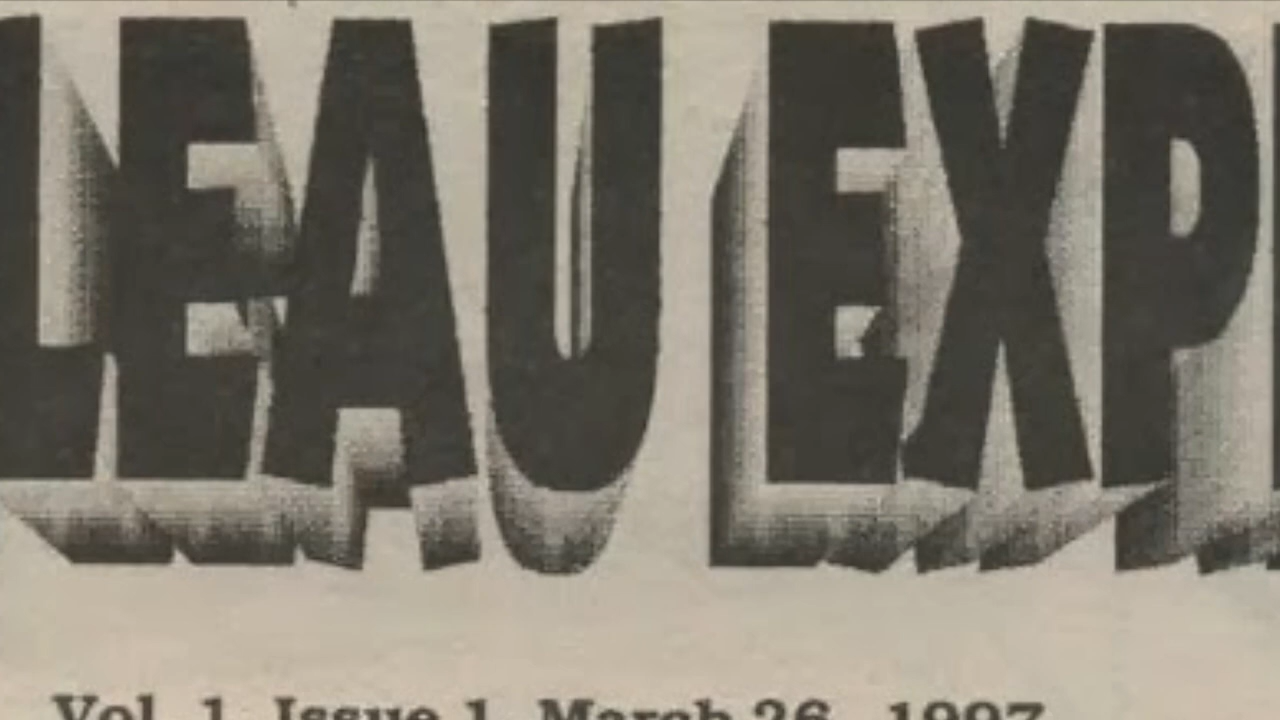 LEAU EXP
Vol. 1, Issue 1, March 26, 1997